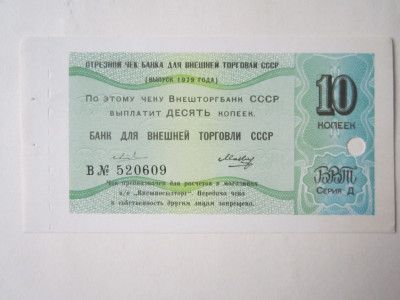 ОТРЕЗНОЙ ЧЕК БАНКА ДЛЯ ВНЕШНЕЙ ТОРГОВЛИ СССР
(ВЫПУСК 1979 ГОДА)
По этому чеку Внешторгбанк СССР
выплатит ДЕСЯТЬ копеек.
БАНК ДЛЯ ВНЕШНЕЙ ТОРГОВЛИ СССР
В № 520609
Чек предназначен для расчетов в магазинах
в/о „Внешпосылторг“. Передача чека
в собственность другим лицам запрещена.
10
КОПЕЕК
БВТ
Серия Д